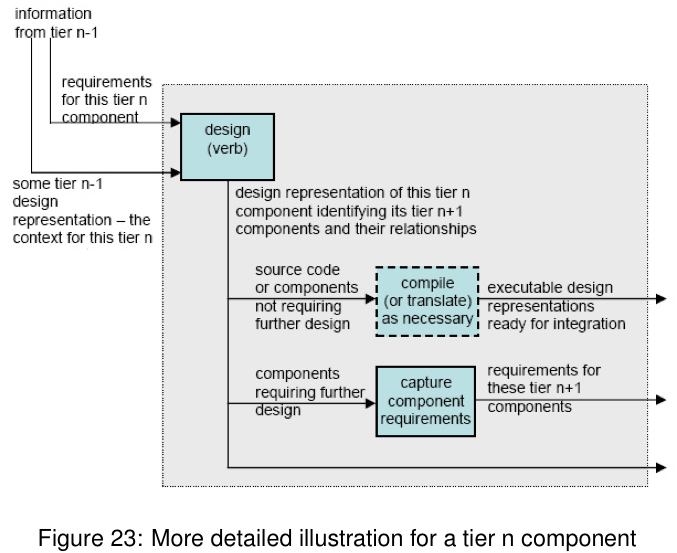 information
from tier n-1
requirements
for this tier n
component
design
(verb)
some tier n-1
design
representation – the
context for this tier n
design representation of this tier n
component identifying its tier n+1
components and their relationships
source code
or components
not requiring
further design
compile
(or translate)
as necessary
executable design
representations
ready for integration
components
requiring further
design
capture
component
requirements
requirements for
these tier n+1
components
Figure 23: More detailed illustration for a tier n component